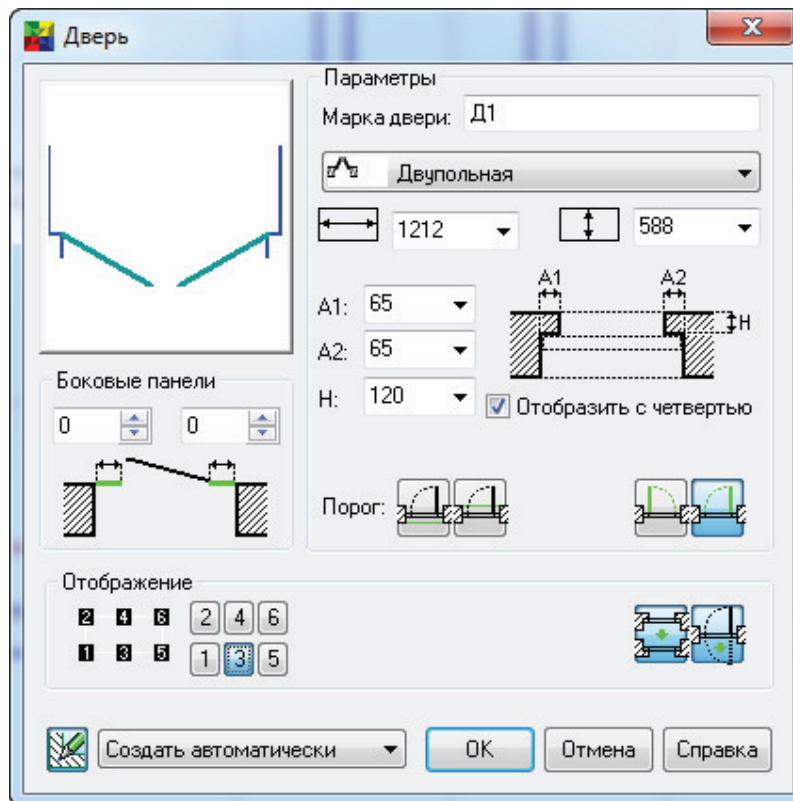 Дверь
Параметры
Марка двери: Д1
Двупольная
1212 588
A1 A2
H
A1: 65
A2: 65
H: 120
Отобразить с четвертью
Боковые панели
0 0
Порог:
Отображение
2 4 6 2 4 6
1 3 5 1 3 5
Создать автоматически OK Отмена Справка